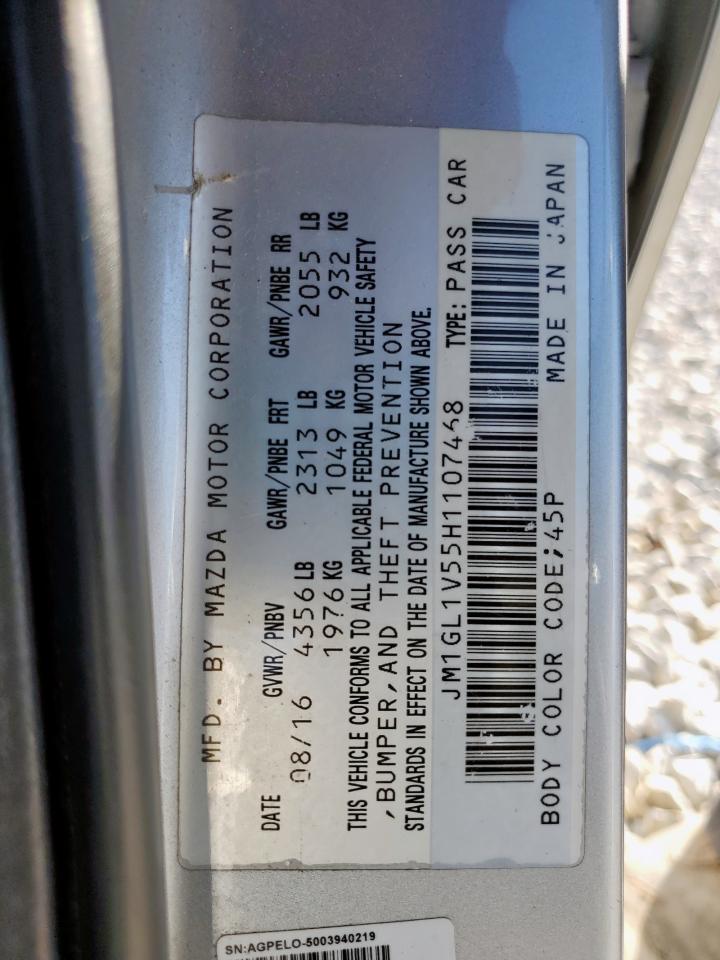 MFD. BY MAZDA MOTOR CORPORATION
DATE GVWR/PNBV GAWR/PNBE FRT GAWR/PNBE RR
08/16 4356 LB 2313 LB 2055 LB
1976 KG 1049 KG 932 KG
THIS VEHICLE CONFORMS TO ALL APPLICABLE FEDERAL MOTOR VEHICLE SAFETY
,BUMPER,AND THEFT PREVENTION
STANDARDS IN EFFECT ON THE DATE OF MANUFACTURE SHOWN ABOVE.
JM1GL1V55H1107468 TYPE: PASS CAR
BODY COLOR CODE;45P MADE IN JAPAN
SN:AGPELO-5003940219